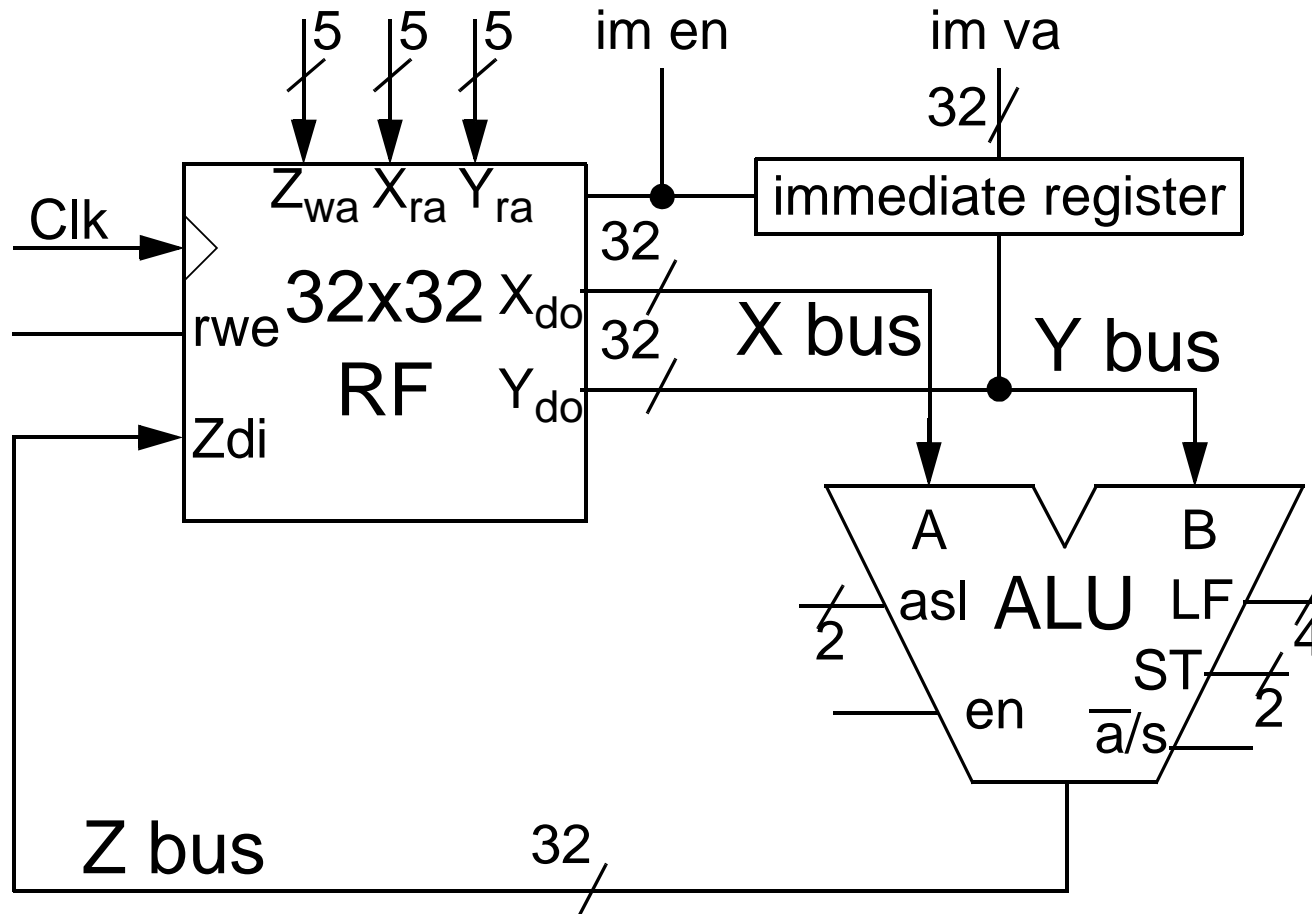 5 5 5 im en im va
32
Zwa Xra Yra immediate register
Clk
32
32x32 Xdo
rwe X bus Y bus
32
RF Ydo
Zdi
A B
asl ALU LF
2 4
ST
en 2
a̅/s
Z bus 32